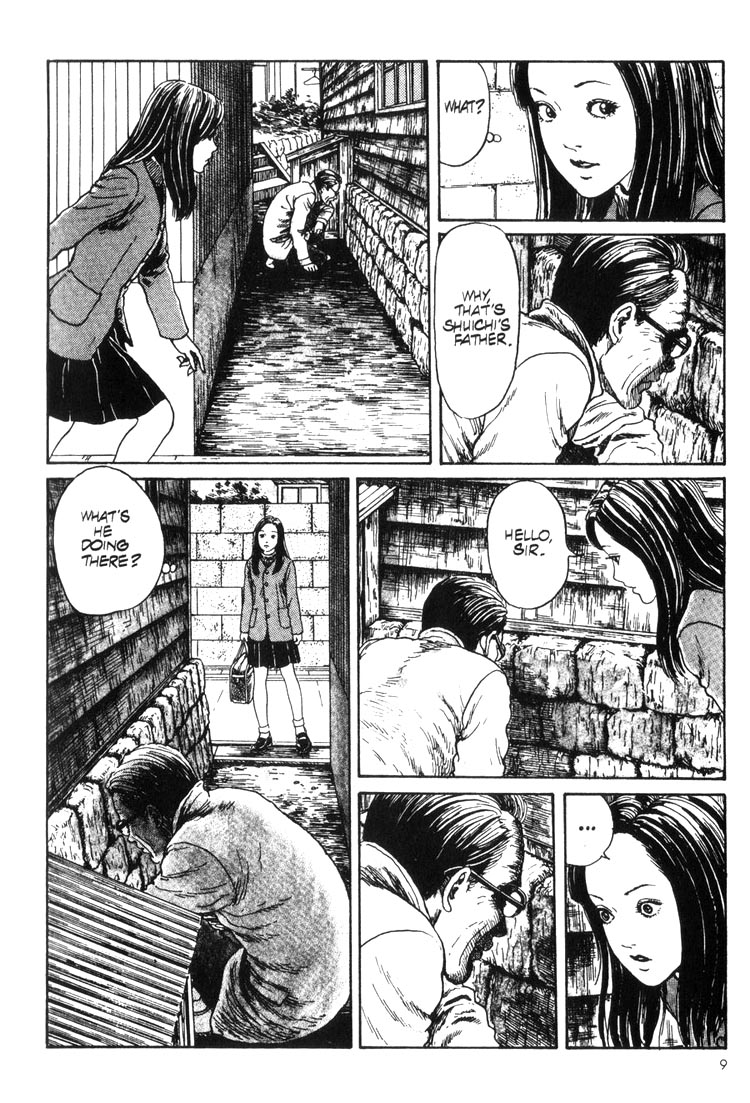 WHAT?
WHY,
THAT'S
SHUICHI'S
FATHER.
WHAT'S
HE
DOING
THERE?
HELLO,
SIR.
...
9